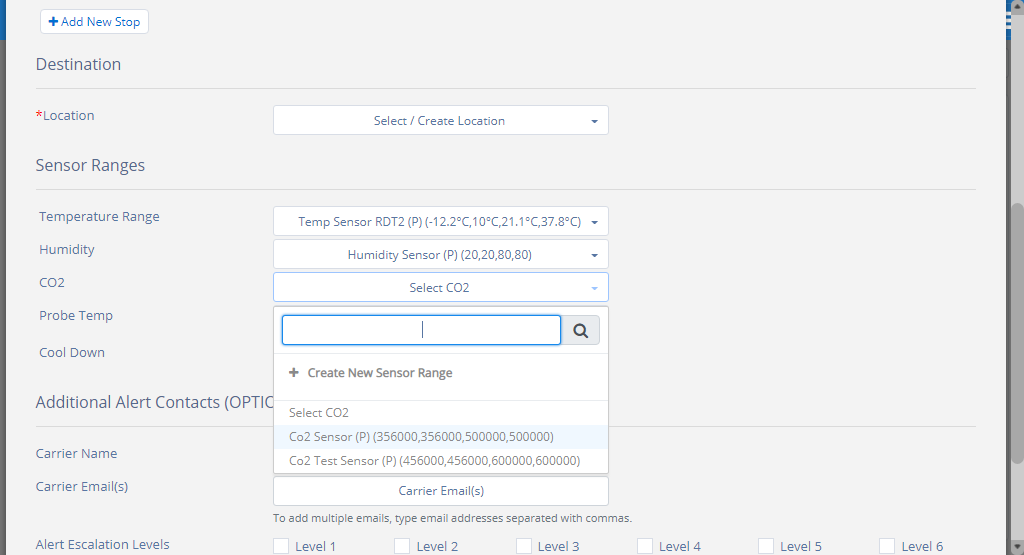 + Add New Stop
Destination
*Location
Select / Create Location
Sensor Ranges
Temperature Range
Temp Sensor RDT2 (P) (-12.2°C,10°C,21.1°C,37.8°C)
Humidity
Humidity Sensor (P) (20,20,80,80)
CO2
Select CO2
Probe Temp
Cool Down
+ Create New Sensor Range
Additional Alert Contacts (OPTIO
Select CO2
Co2 Sensor (P) (356000,356000,500000,500000)
Carrier Name
Co2 Test Sensor (P) (456000,456000,600000,600000)
Carrier Email(s)
Carrier Email(s)
To add multiple emails, type email addresses separated with commas.
Alert Escalation Levels
Level 1 Level 2 Level 3 Level 4 Level 5 Level 6